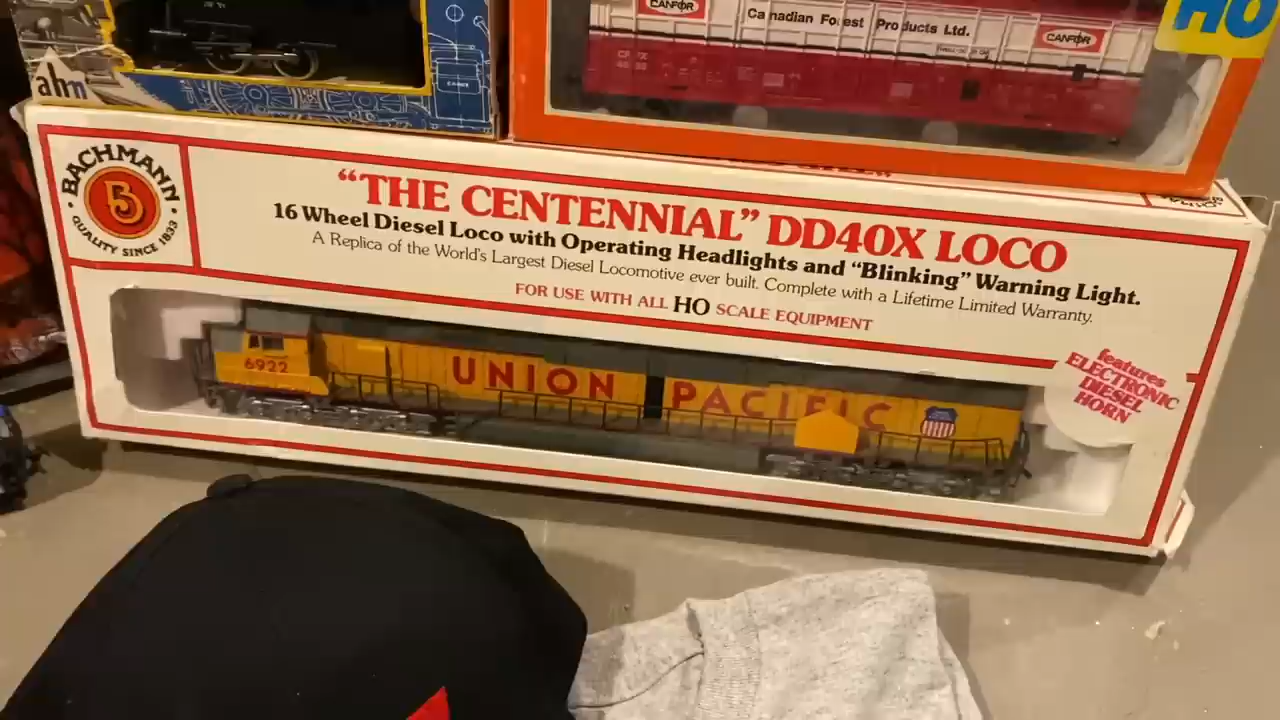 CANFOR
Canadian Forest Products Ltd.
CANFOR
HO
ahm
BACHMANN
B
QUALITY SINCE 1833
"THE CENTENNIAL" DD40X LOCO
16 Wheel Diesel Loco with Operating Headlights and "Blinking" Warning Light.
A Replica of the World's Largest Diesel Locomotive ever built. Complete with a Lifetime Limited Warranty.
FOR USE WITH ALL HO SCALE EQUIPMENT
features
ELECTRONIC
DIESEL
HORN
6922
UNION PACIFIC